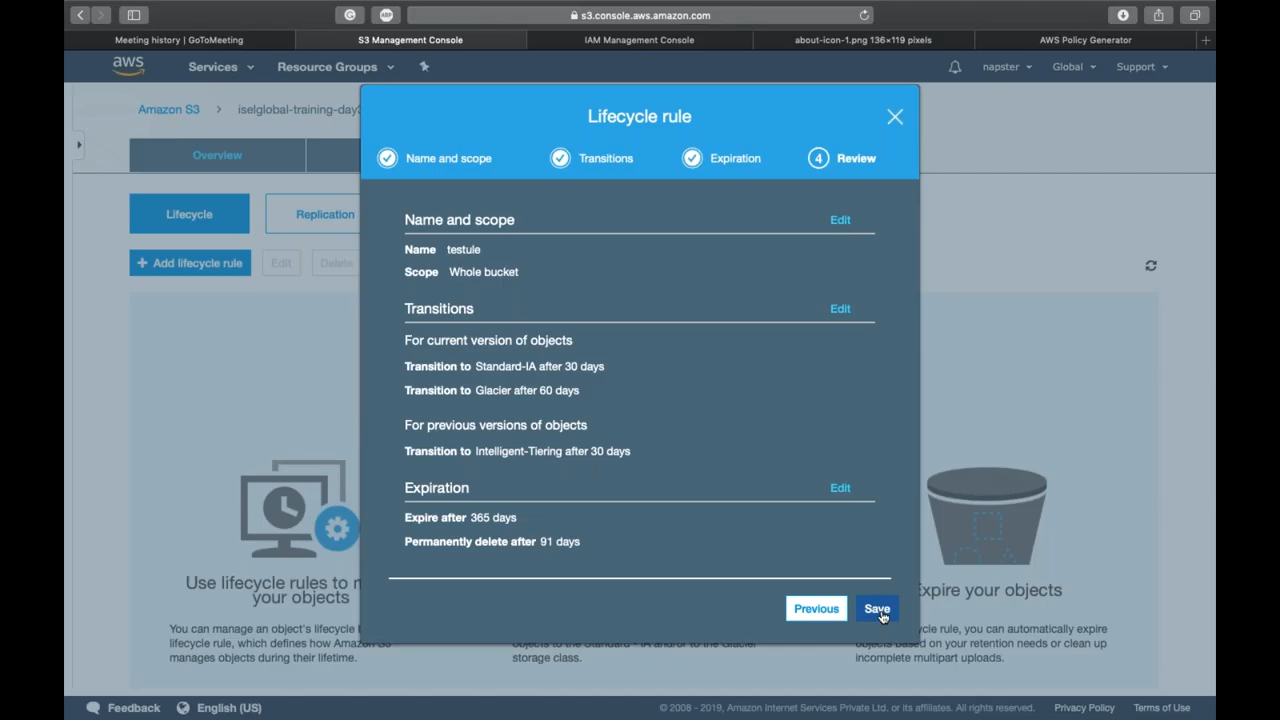 s3.console.aws.amazon.com
Meeting history | GoToMeeting
S3 Management Console
IAM Management Console
about-icon-1.png 136×119 pixels
AWS Policy Generator
aws
Services
Resource Groups
napster
Global
Support
Amazon S3
iselglobal-training-day
Overview
Lifecycle
Replication
+ Add lifecycle rule
Edit
Delete
Lifecycle rule
Name and scope
Transitions
Expiration
4 Review
Name and scope Edit
Name testule
Scope Whole bucket
Transitions Edit
For current version of objects
Transition to Standard-IA after 30 days
Transition to Glacier after 60 days
For previous versions of objects
Transition to Intelligent-Tiering after 30 days
Expiration Edit
Expire after 365 days
Permanently delete after 91 days
Previous
Save
Use lifecycle rules to
your objects
You can manage an object's lifecycle
lifecycle rule, which defines how Amazon S3
manages objects during their lifetime.
objects to the Standard - IA and/or to the Glacier
storage class.
xpire your objects
cycle rule, you can automatically expire
objects based on your retention needs or clean up
incomplete multipart uploads.
Feedback
English (US)
© 2008 - 2019, Amazon Internet Services Private Ltd. or its affiliates. All rights reserved.
Privacy Policy
Terms of Use